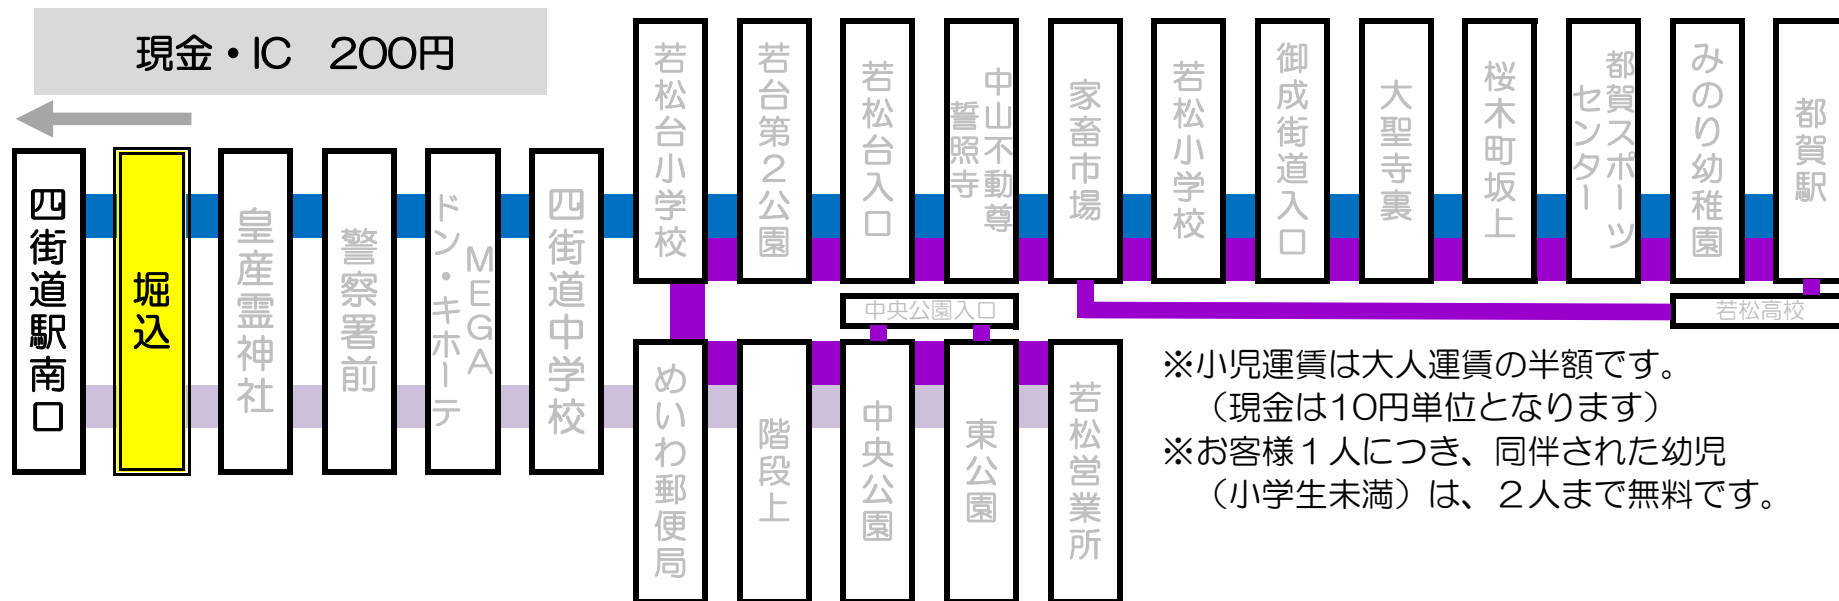 現金・IC　200円
四街道駅南口
堀込
皇産霊神社
警察署前
MEGA
ドン・キホーテ
四街道中学校
若松台小学校
若台第2公園
若松台入口
中山不動尊
誓照寺
家畜市場
若松小学校
御成街道入口
大聖寺裏
桜木町坂上
都賀スポーツ
センター
みのり幼稚園
都賀駅
中央公園入口
若松高校
めいわ郵便局
階段上
中央公園
東公園
若松営業所
※小児運賃は大人運賃の半額です。
（現金は10円単位となります）
※お客様１人につき、同伴された幼児
（小学生未満）は、２人まで無料です。